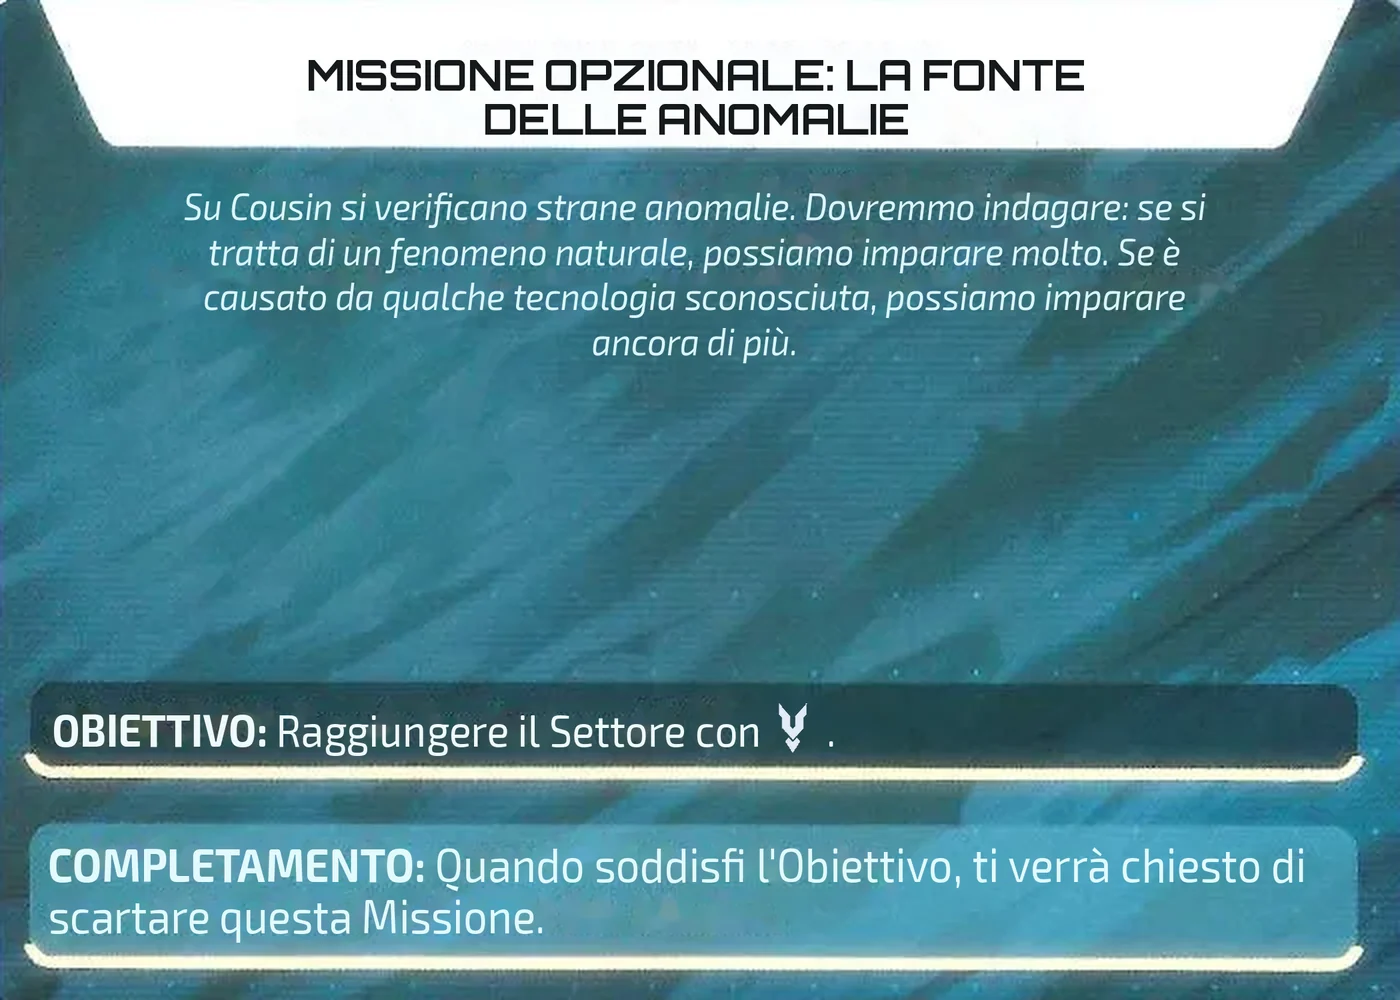 MISSIONE OPZIONALE: LA FONTE
DELLE ANOMALIE
Su Cousin si verificano strane anomalie. Dovremmo indagare: se si
tratta di un fenomeno naturale, possiamo imparare molto. Se è
causato da qualche tecnologia sconosciuta, possiamo imparare
ancora di più.
OBIETTIVO: Raggiungere il Settore con .
COMPLETAMENTO: Quando soddisfi l'Obiettivo, ti verrà chiesto di
scartare questa Missione.